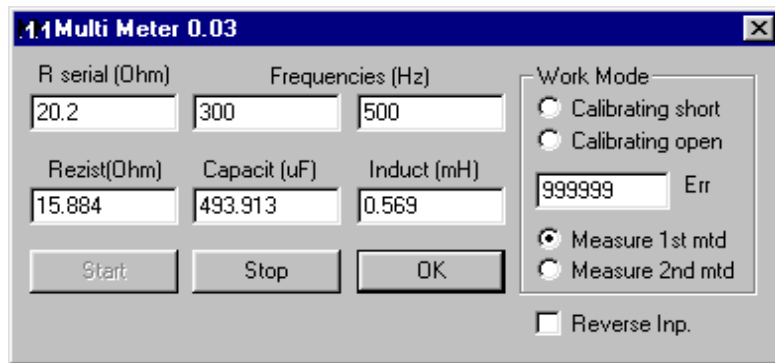 Multi Meter 0.03
R serial (Ohm) Frequencies (Hz)
20.2 300 500
Rezist(Ohm) Capacit (uF) Induct (mH)
15.884 493.913 0.569
Start Stop OK
Work Mode
Calibrating short
Calibrating open
999999 Err
Measure 1st mtd
Measure 2nd mtd
Reverse Inp.